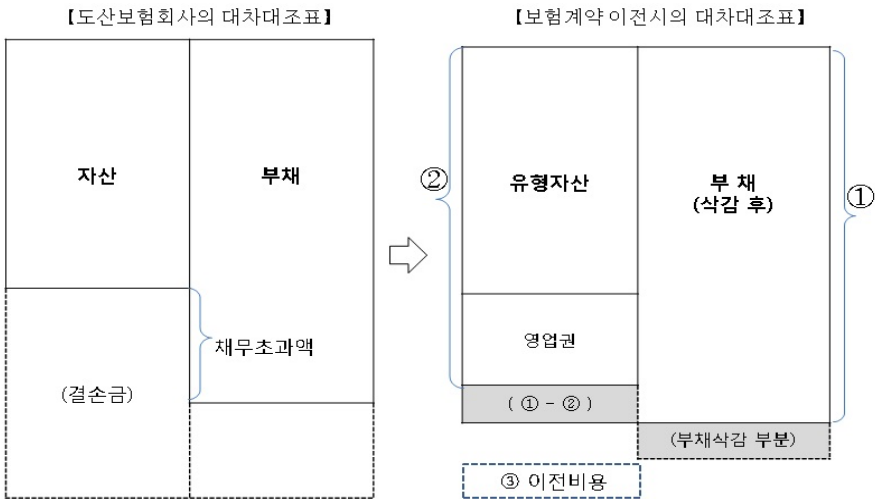 【도산보험회사의 대차대조표】
자산
부채
채무초과액
(결손금)
【보험계약 이전시의 대차대조표】
②
유형자산
부 채
(삭감 후)
①
영업권
( ① - ② )
(부채삭감 부분)
③ 이전비용